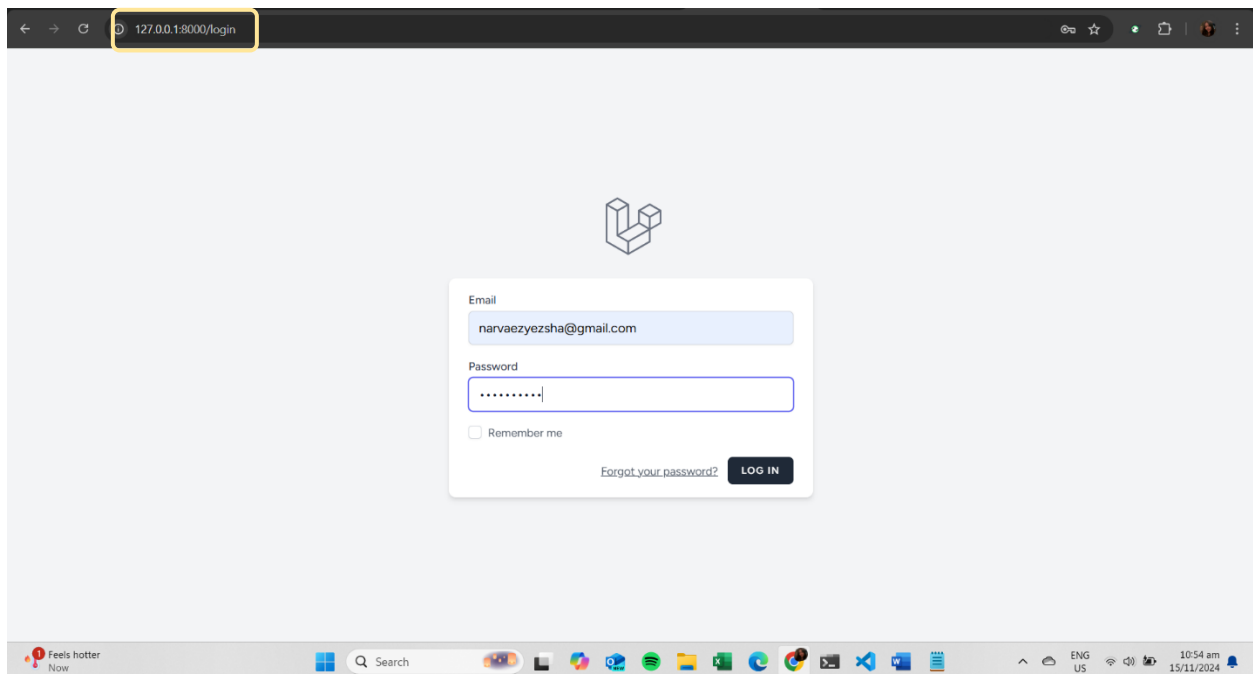 127.0.0.1:8000/login
Email
narvaezyezsha@gmail.com
Password
••••••••••
Remember me
Forgot your password? LOG IN
1 Feels hotter
Now
Search
ENG
US
10:54 am
15/11/2024